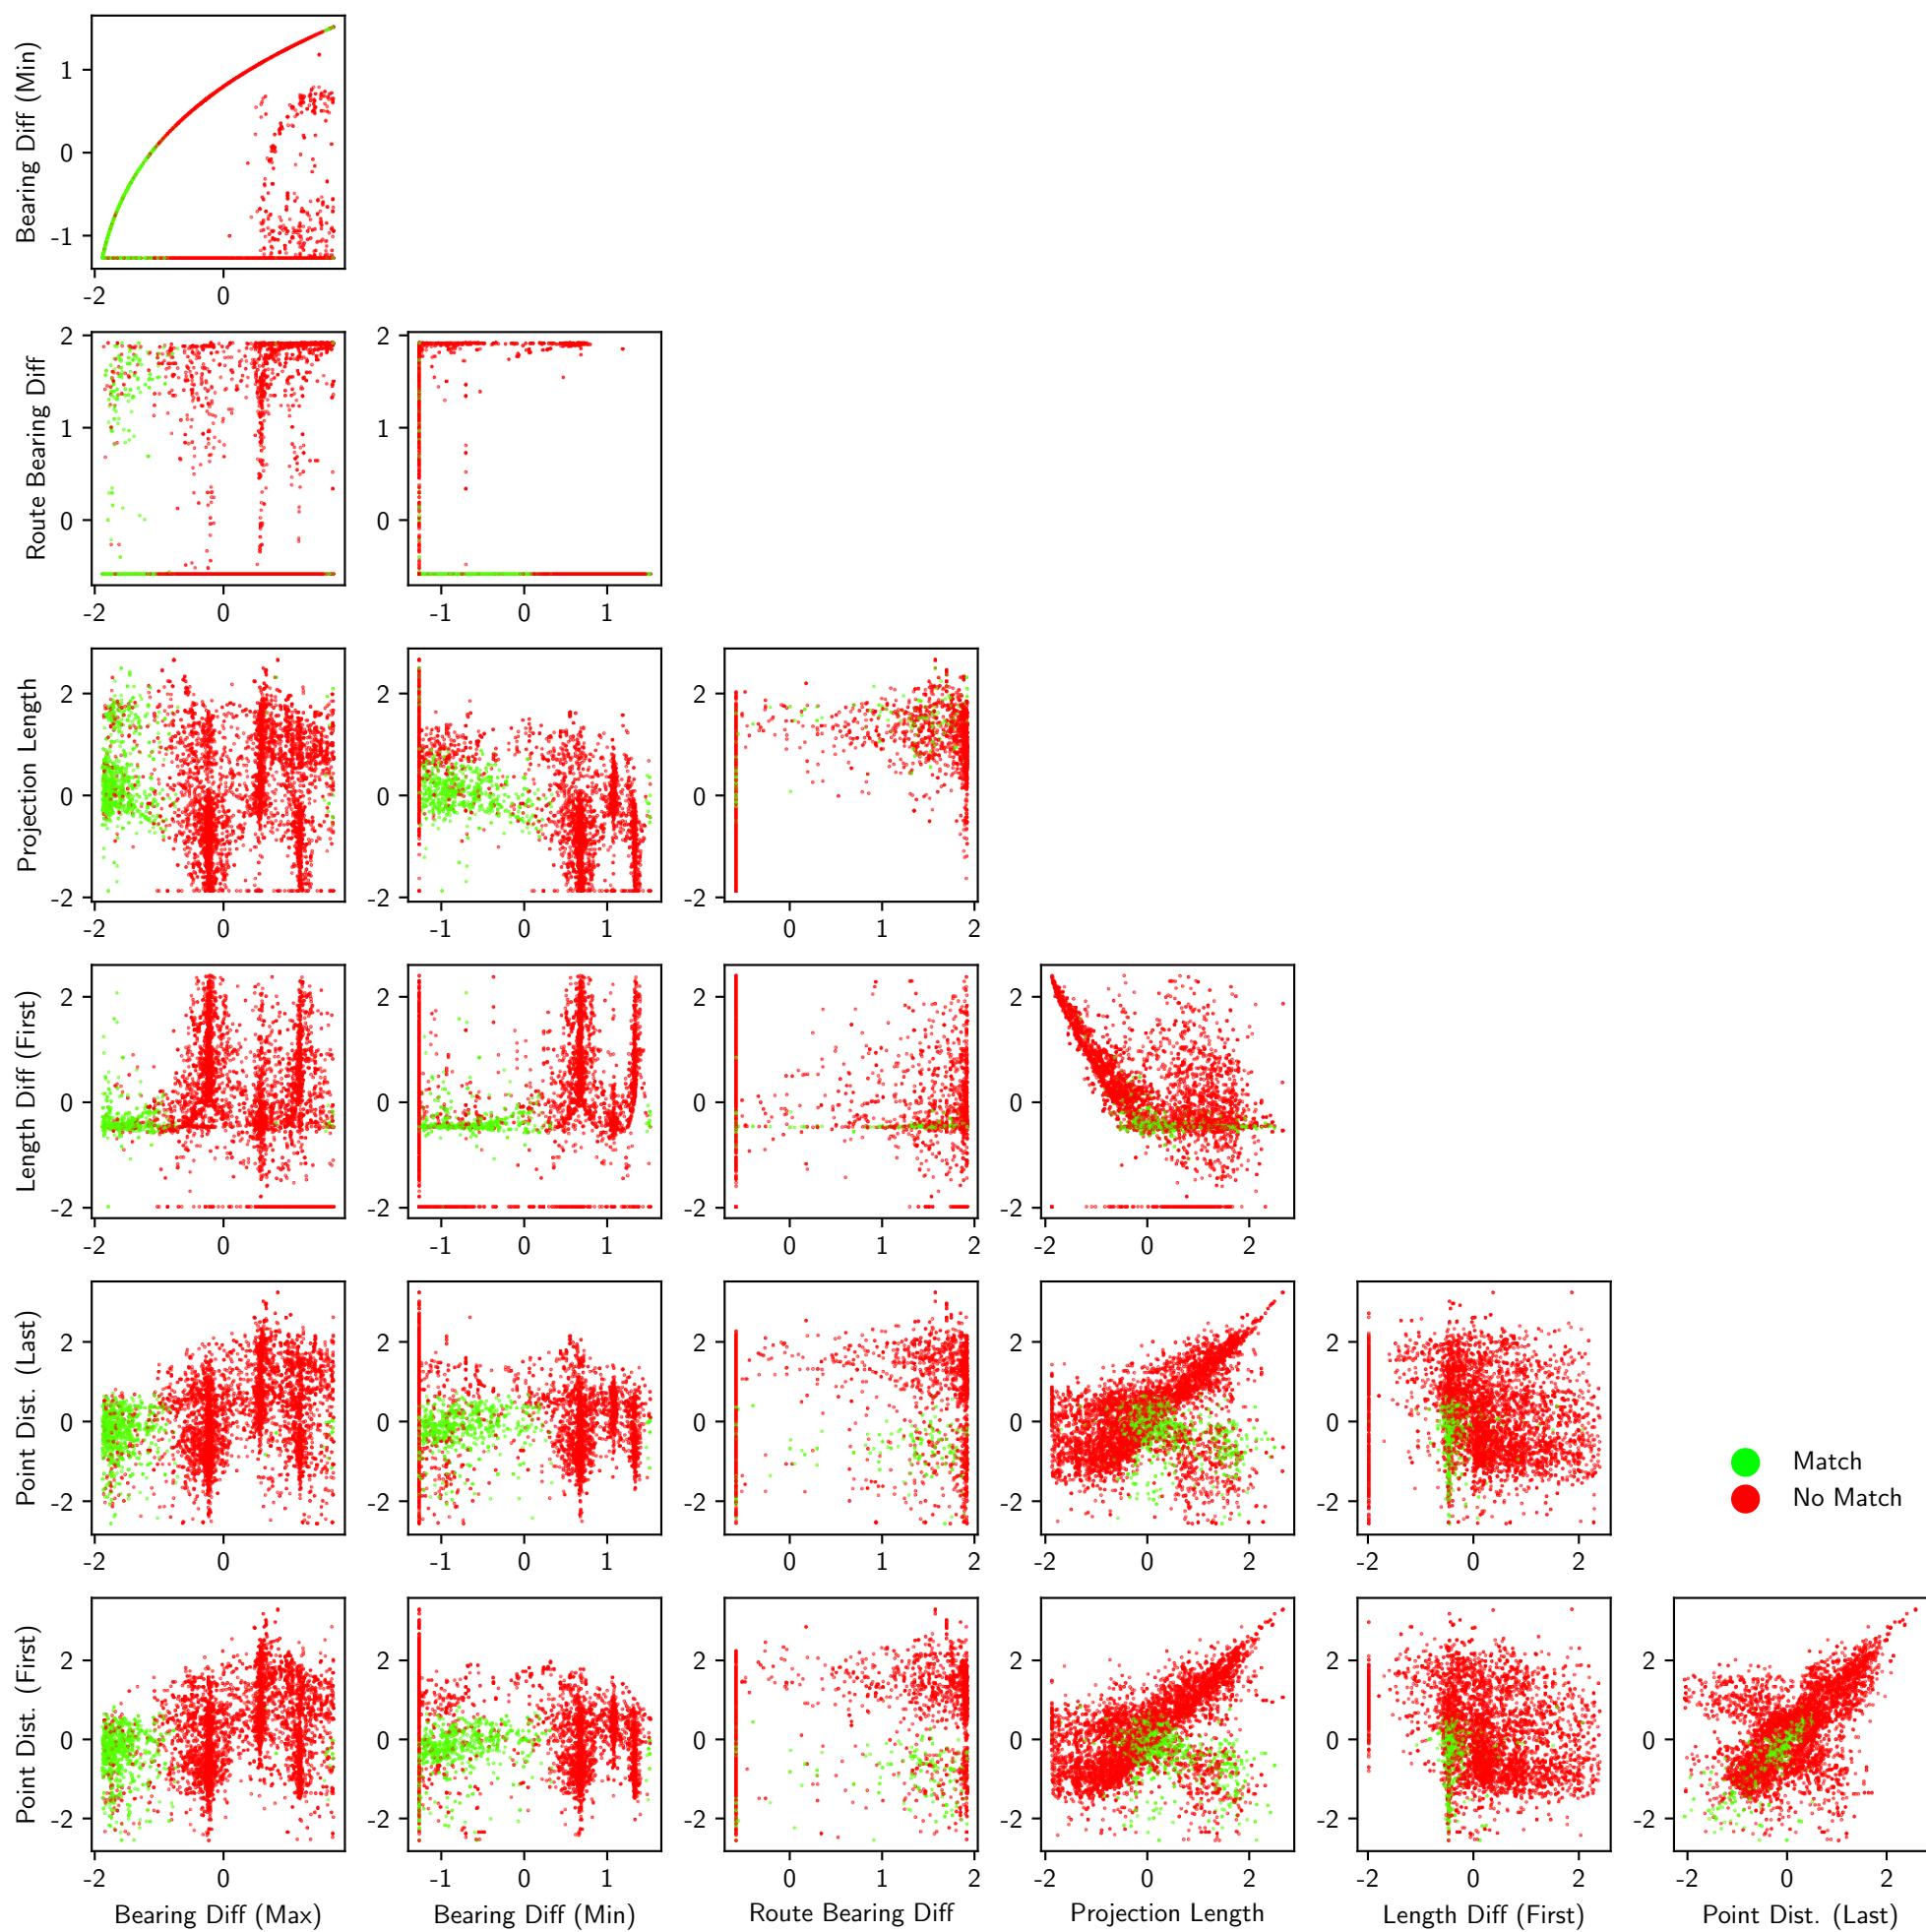 Bearing Diff (Min)
1
0
-1
-2 0
Route Bearing Diff
2 2
1 1
0 0
-2 0 -1 0 1
Projection Length
2 2 2
0 0 0
-2 -2 -2
-2 0 -1 0 1 0 1 2
Length Diff (First)
2 2 2 2
0 0 0 0
-2 -2 -2 -2
-2 0 -1 0 1 0 1 2 -2 0 2
Point Dist. (Last)
2 2 2 2 2
0 0 0 0 0
-2 -2 -2 -2 -2
-2 0 -1 0 1 0 1 2 -2 0 2 -2 0 2
Match
No Match
Point Dist. (First)
2 2 2 2 2 2
0 0 0 0 0 0
-2 -2 -2 -2 -2 -2
-2 0 -1 0 1 0 1 2 -2 0 2 -2 0 2 -2 0 2
Bearing Diff (Max) Bearing Diff (Min) Route Bearing Diff Projection Length Length Diff (First) Point Dist. (Last)